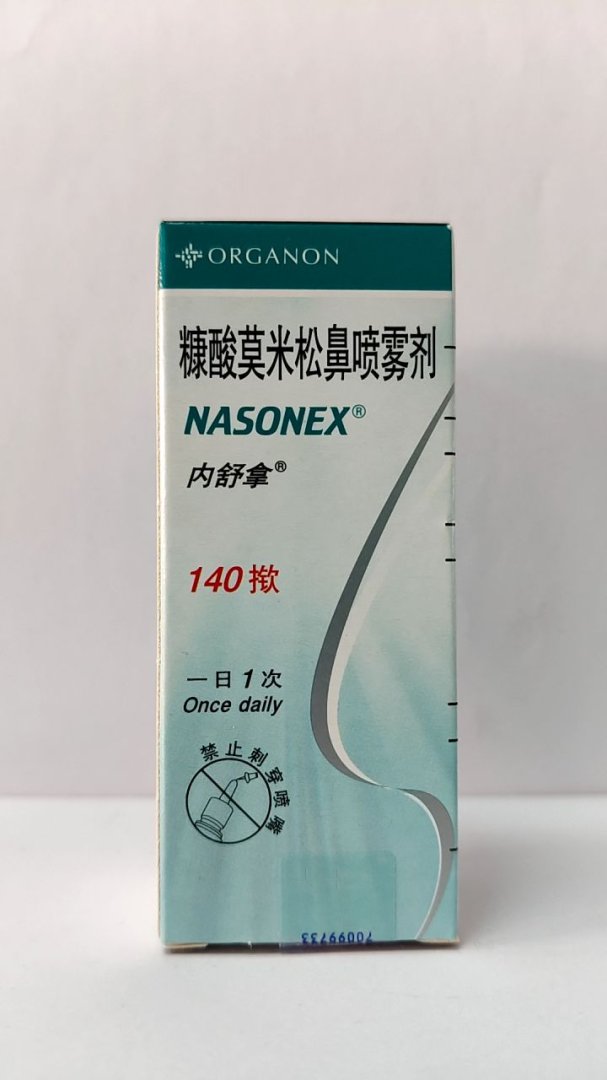 ORGANON
糠酸莫米松鼻喷雾剂
NASONEX®
内舒拿®
140揿
一日1次
Once daily
禁止刺穿喷嘴
70099733